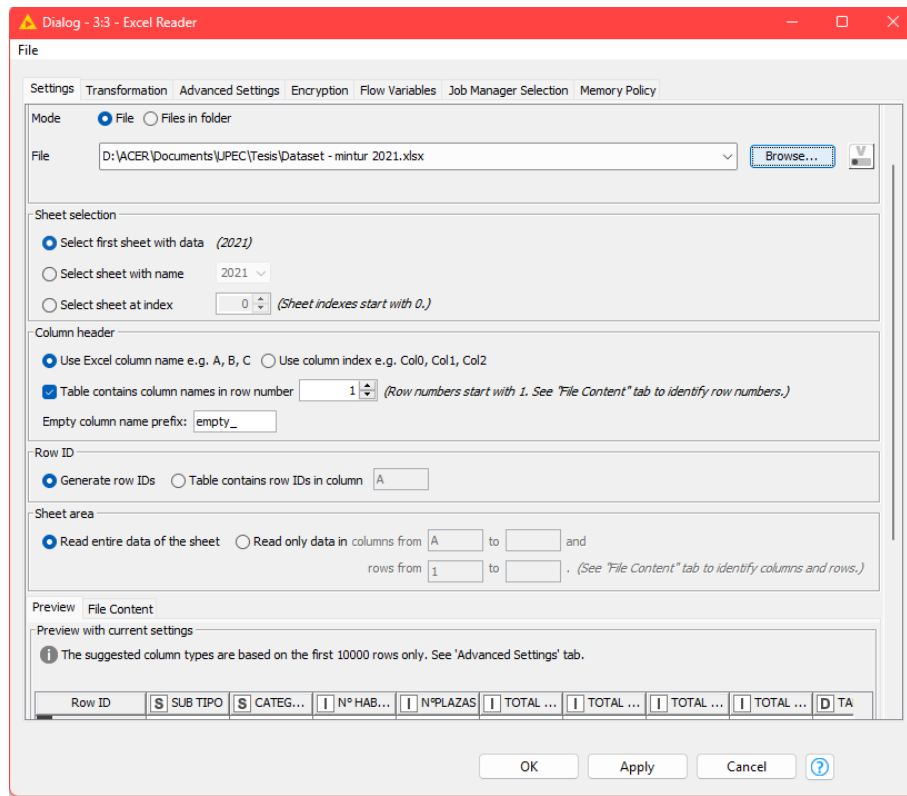 Dialog - 3:3 - Excel Reader
File
Settings Transformation Advanced Settings Encryption Flow Variables Job Manager Selection Memory Policy
Mode File Files in folder
File D:\ACER\Documents\UPEC\Tesis\Dataset - mintur 2021.xlsx Browse... V
Sheet selection
Select first sheet with data (2021)
Select sheet with name 2021
Select sheet at index 0 (Sheet indexes start with 0.)
Column header
Use Excel column name e.g. A, B, C Use column index e.g. Col0, Col1, Col2
Table contains column names in row number 1 (Row numbers start with 1. See "File Content" tab to identify row numbers.)
Empty column name prefix: empty_
Row ID
Generate row IDs Table contains row IDs in column A
Sheet area
Read entire data of the sheet Read only data in columns from A to and
rows from 1 to . (See "File Content" tab to identify columns and rows.)
Preview File Content
Preview with current settings
The suggested column types are based on the first 10000 rows only. See 'Advanced Settings' tab.
Row ID S SUB TIPO S CATEG... I Nº HAB... I NºPLAZAS I TOTAL ... I TOTAL ... I TOTAL ... I TOTAL ... D TA
OK Apply Cancel ?